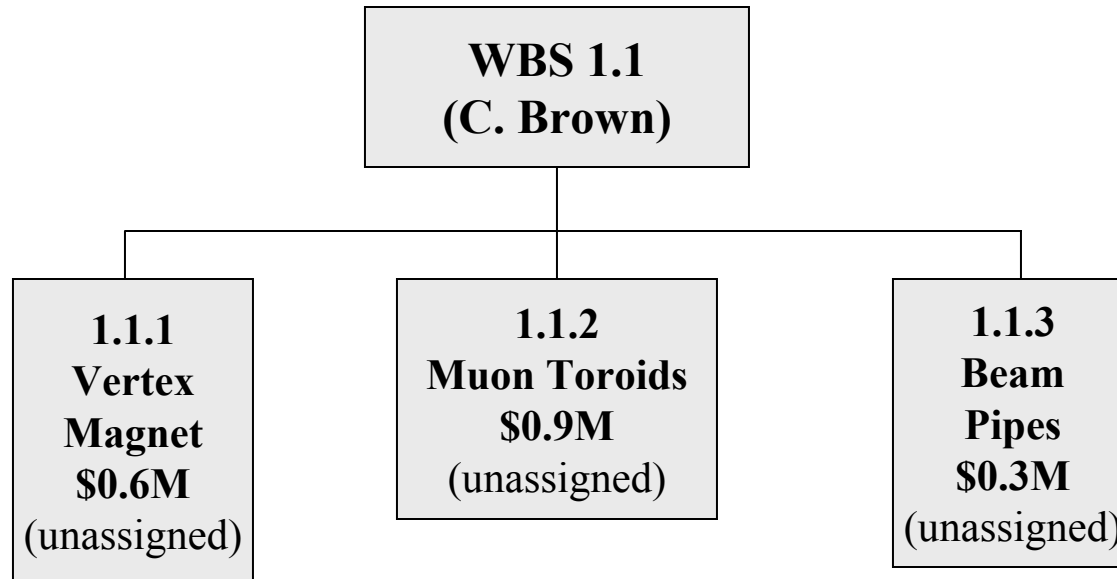 WBS 1.1
(C. Brown)
1.1.1
Vertex
Magnet
$0.6M
(unassigned)
1.1.2
Muon Toroids
$0.9M
(unassigned)
1.1.3
Beam
Pipes
$0.3M
(unassigned)